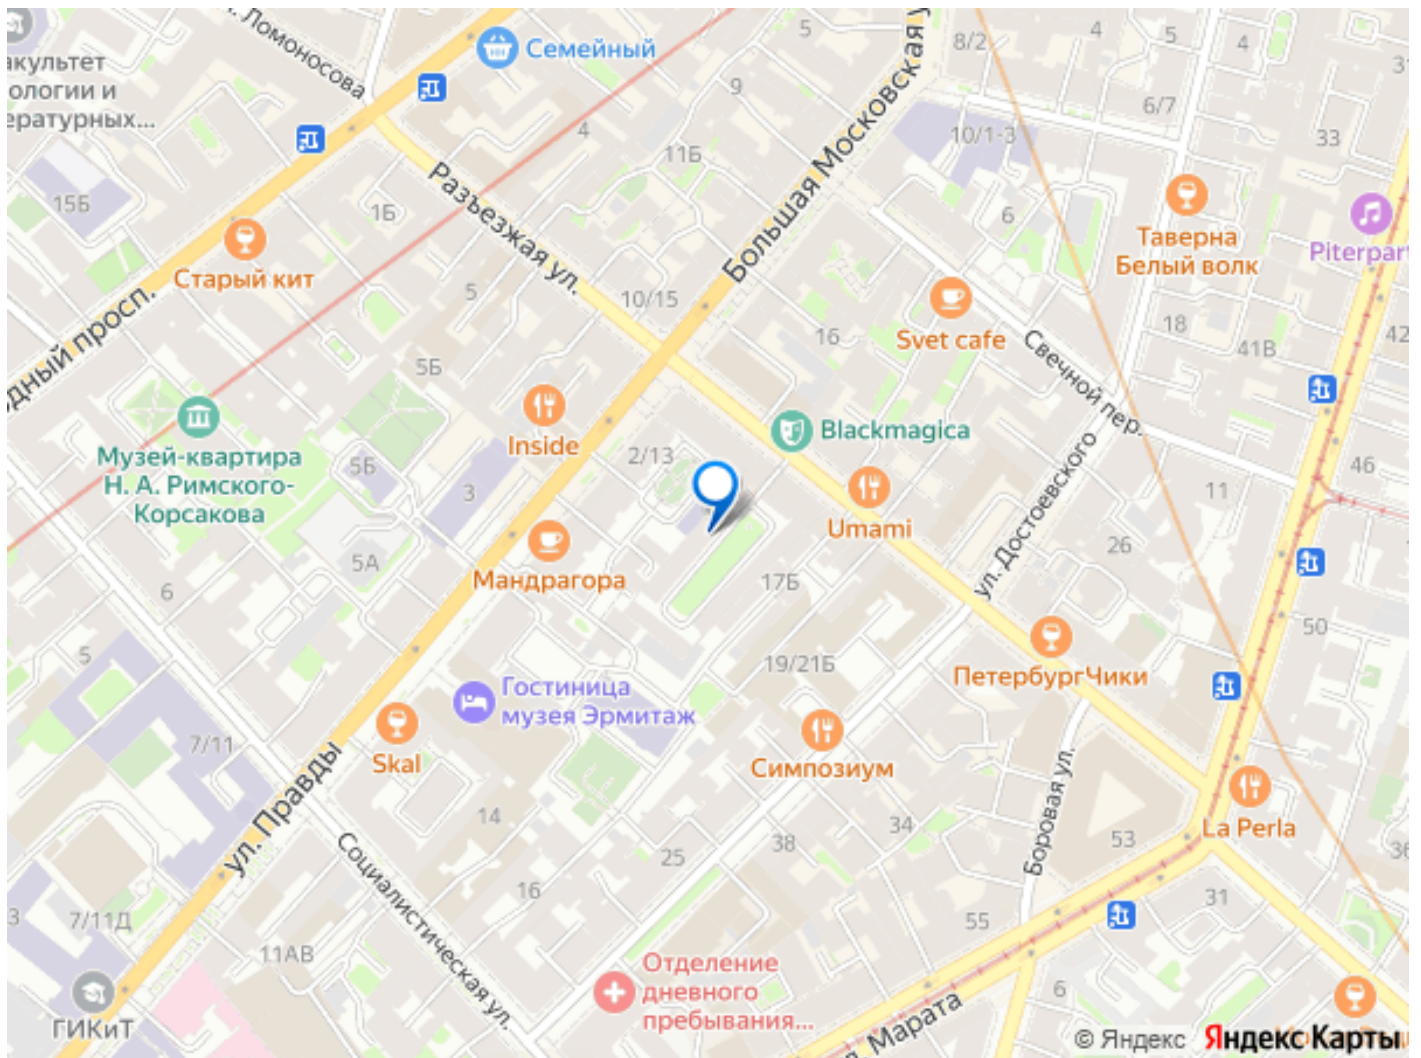 Ломоносова
Семейный
акультет
ологии и
ературных...
5
8/2
4
5
4
31
9
6/7
4
11Б
10/1-3
33
15Б
1Б
Разъезжая ул.
Большая Московская
6
Таверна
Белый волк
Piterpart
Старый кит
5
10/15
16
Svet cafe
18
41В
42
одный просп.
5Б
Свечной пер.
Inside
2/13
Blackmagica
Музей-квартира
Н. А. Римского-
Корсакова
5Б
3
46
11
Umami
ул. Достоевского
26
5А
Мандрагора
17Б
6
50
5
19/21Б
ПетербургЧики
Гостиница
музея Эрмитаж
7/11
Skal
Симпозиум
ул. Правды
14
34
38
Боровая ул.
La Perla
53
36
Социалистическая ул.
25
16
31
3
7/11Д
55
11АВ
Отделение
дневного
пребывания...
6
ГИКиТ
Марата
© Яндекс Яндекс Карты